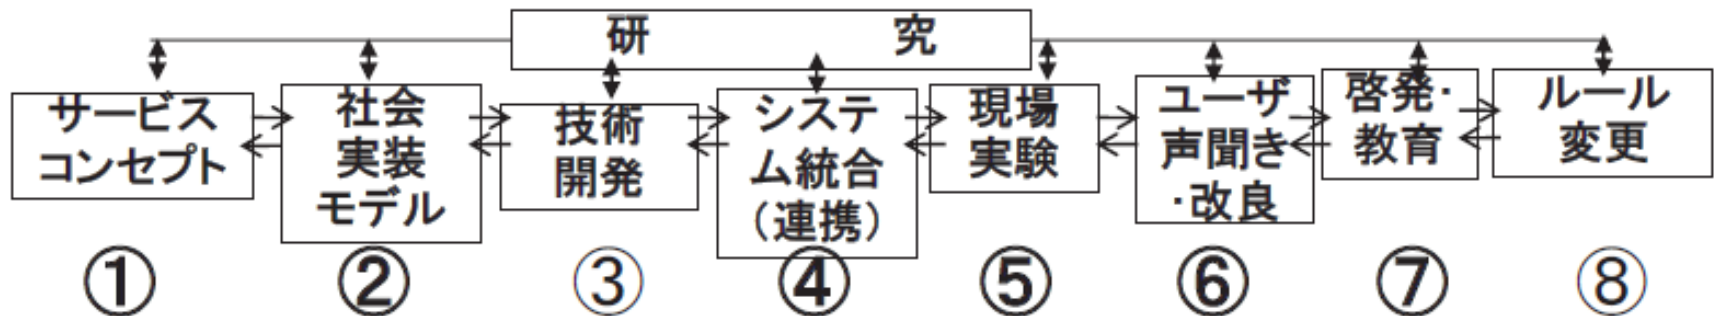 研 究
サービス
コンセプト
社会
実装
モデル
技術
開発
システ
ム統合
（連携）
現場
実験
ユーザ
声聞き
・改良
啓発・
教育
ルール
変更
① ② ③ ④ ⑤ ⑥ ⑦ ⑧